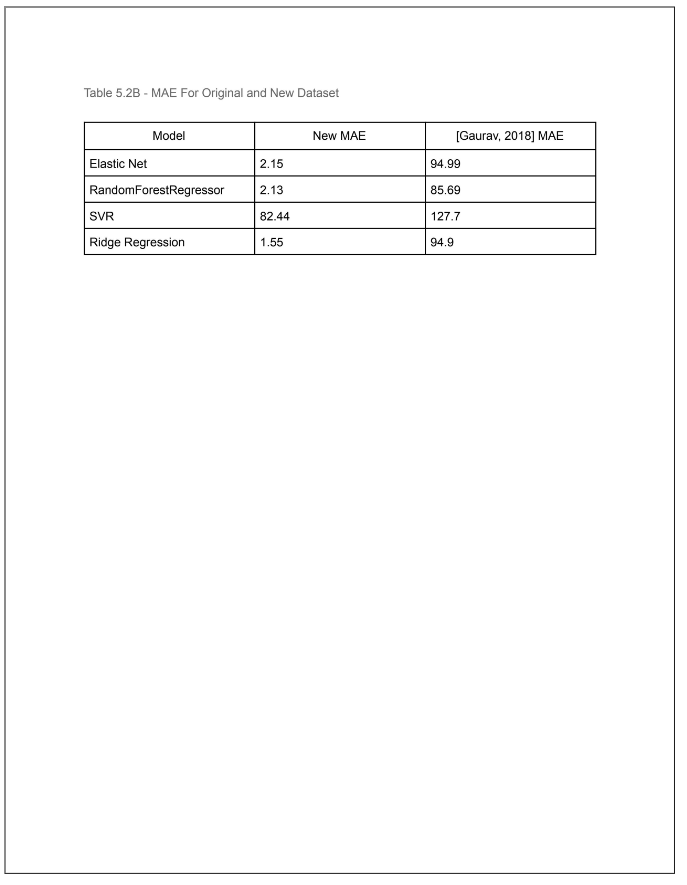 Table 5.2B - MAE For Original and New Dataset
Model New MAE [Gaurav, 2018] MAE
Elastic Net 2.15 94.99
RandomForestRegressor 2.13 85.69
SVR 82.44 127.7
Ridge Regression 1.55 94.9